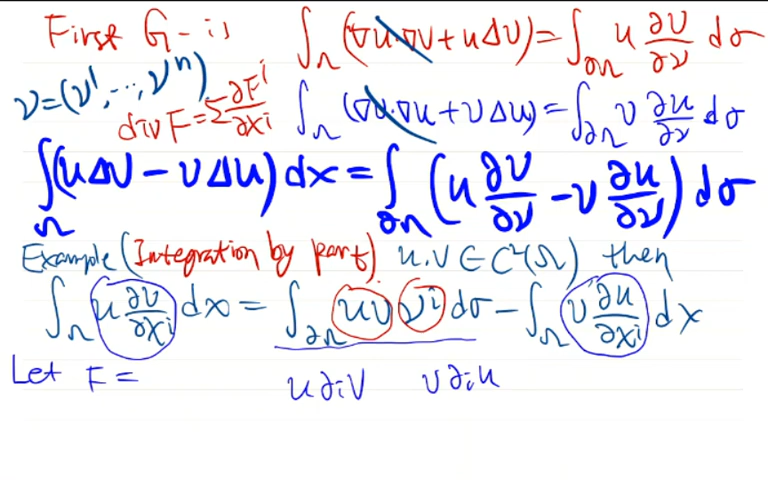 First G-is ∫_Ω (∇u·∇v + uΔv) = ∫_∂Ω u ∂v/∂ν dσ
ν=(ν¹,...,νⁿ)
div F = Σ ∂Fⁱ/∂xi ∫_Ω (∇v·∇u + vΔu) = ∫_∂Ω v ∂u/∂ν dσ
∫_Ω (uΔv − vΔu) dx = ∫_∂Ω (u ∂v/∂ν − v ∂u/∂ν) dσ
Example (Integration by part). u.v ∈ C¹(Ω) then
∫_Ω u ∂v/∂xi dx = ∫_∂Ω uv νⁱ dσ − ∫_Ω v ∂u/∂xi dx
Let F = u∂iv v∂iu